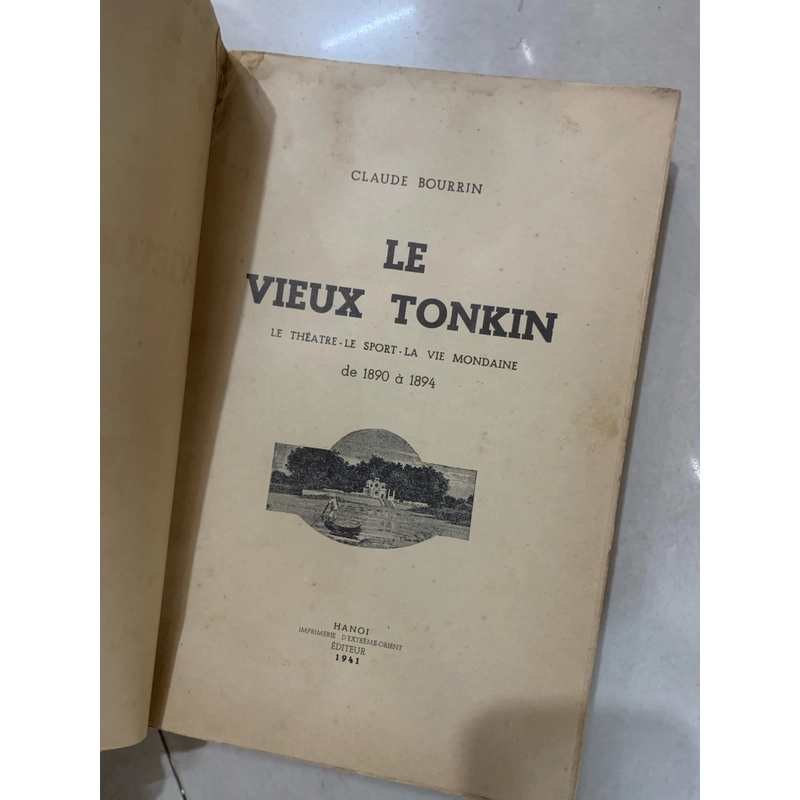 CLAUDE BOURRIN
LE
VIEUX TONKIN
LE THÉATRE - LE SPORT - LA VIE MONDAINE
de 1890 à 1894
HANOI
IMPRIMERIE D'EXTRÊME-ORIENT
ÉDITEUR
1941